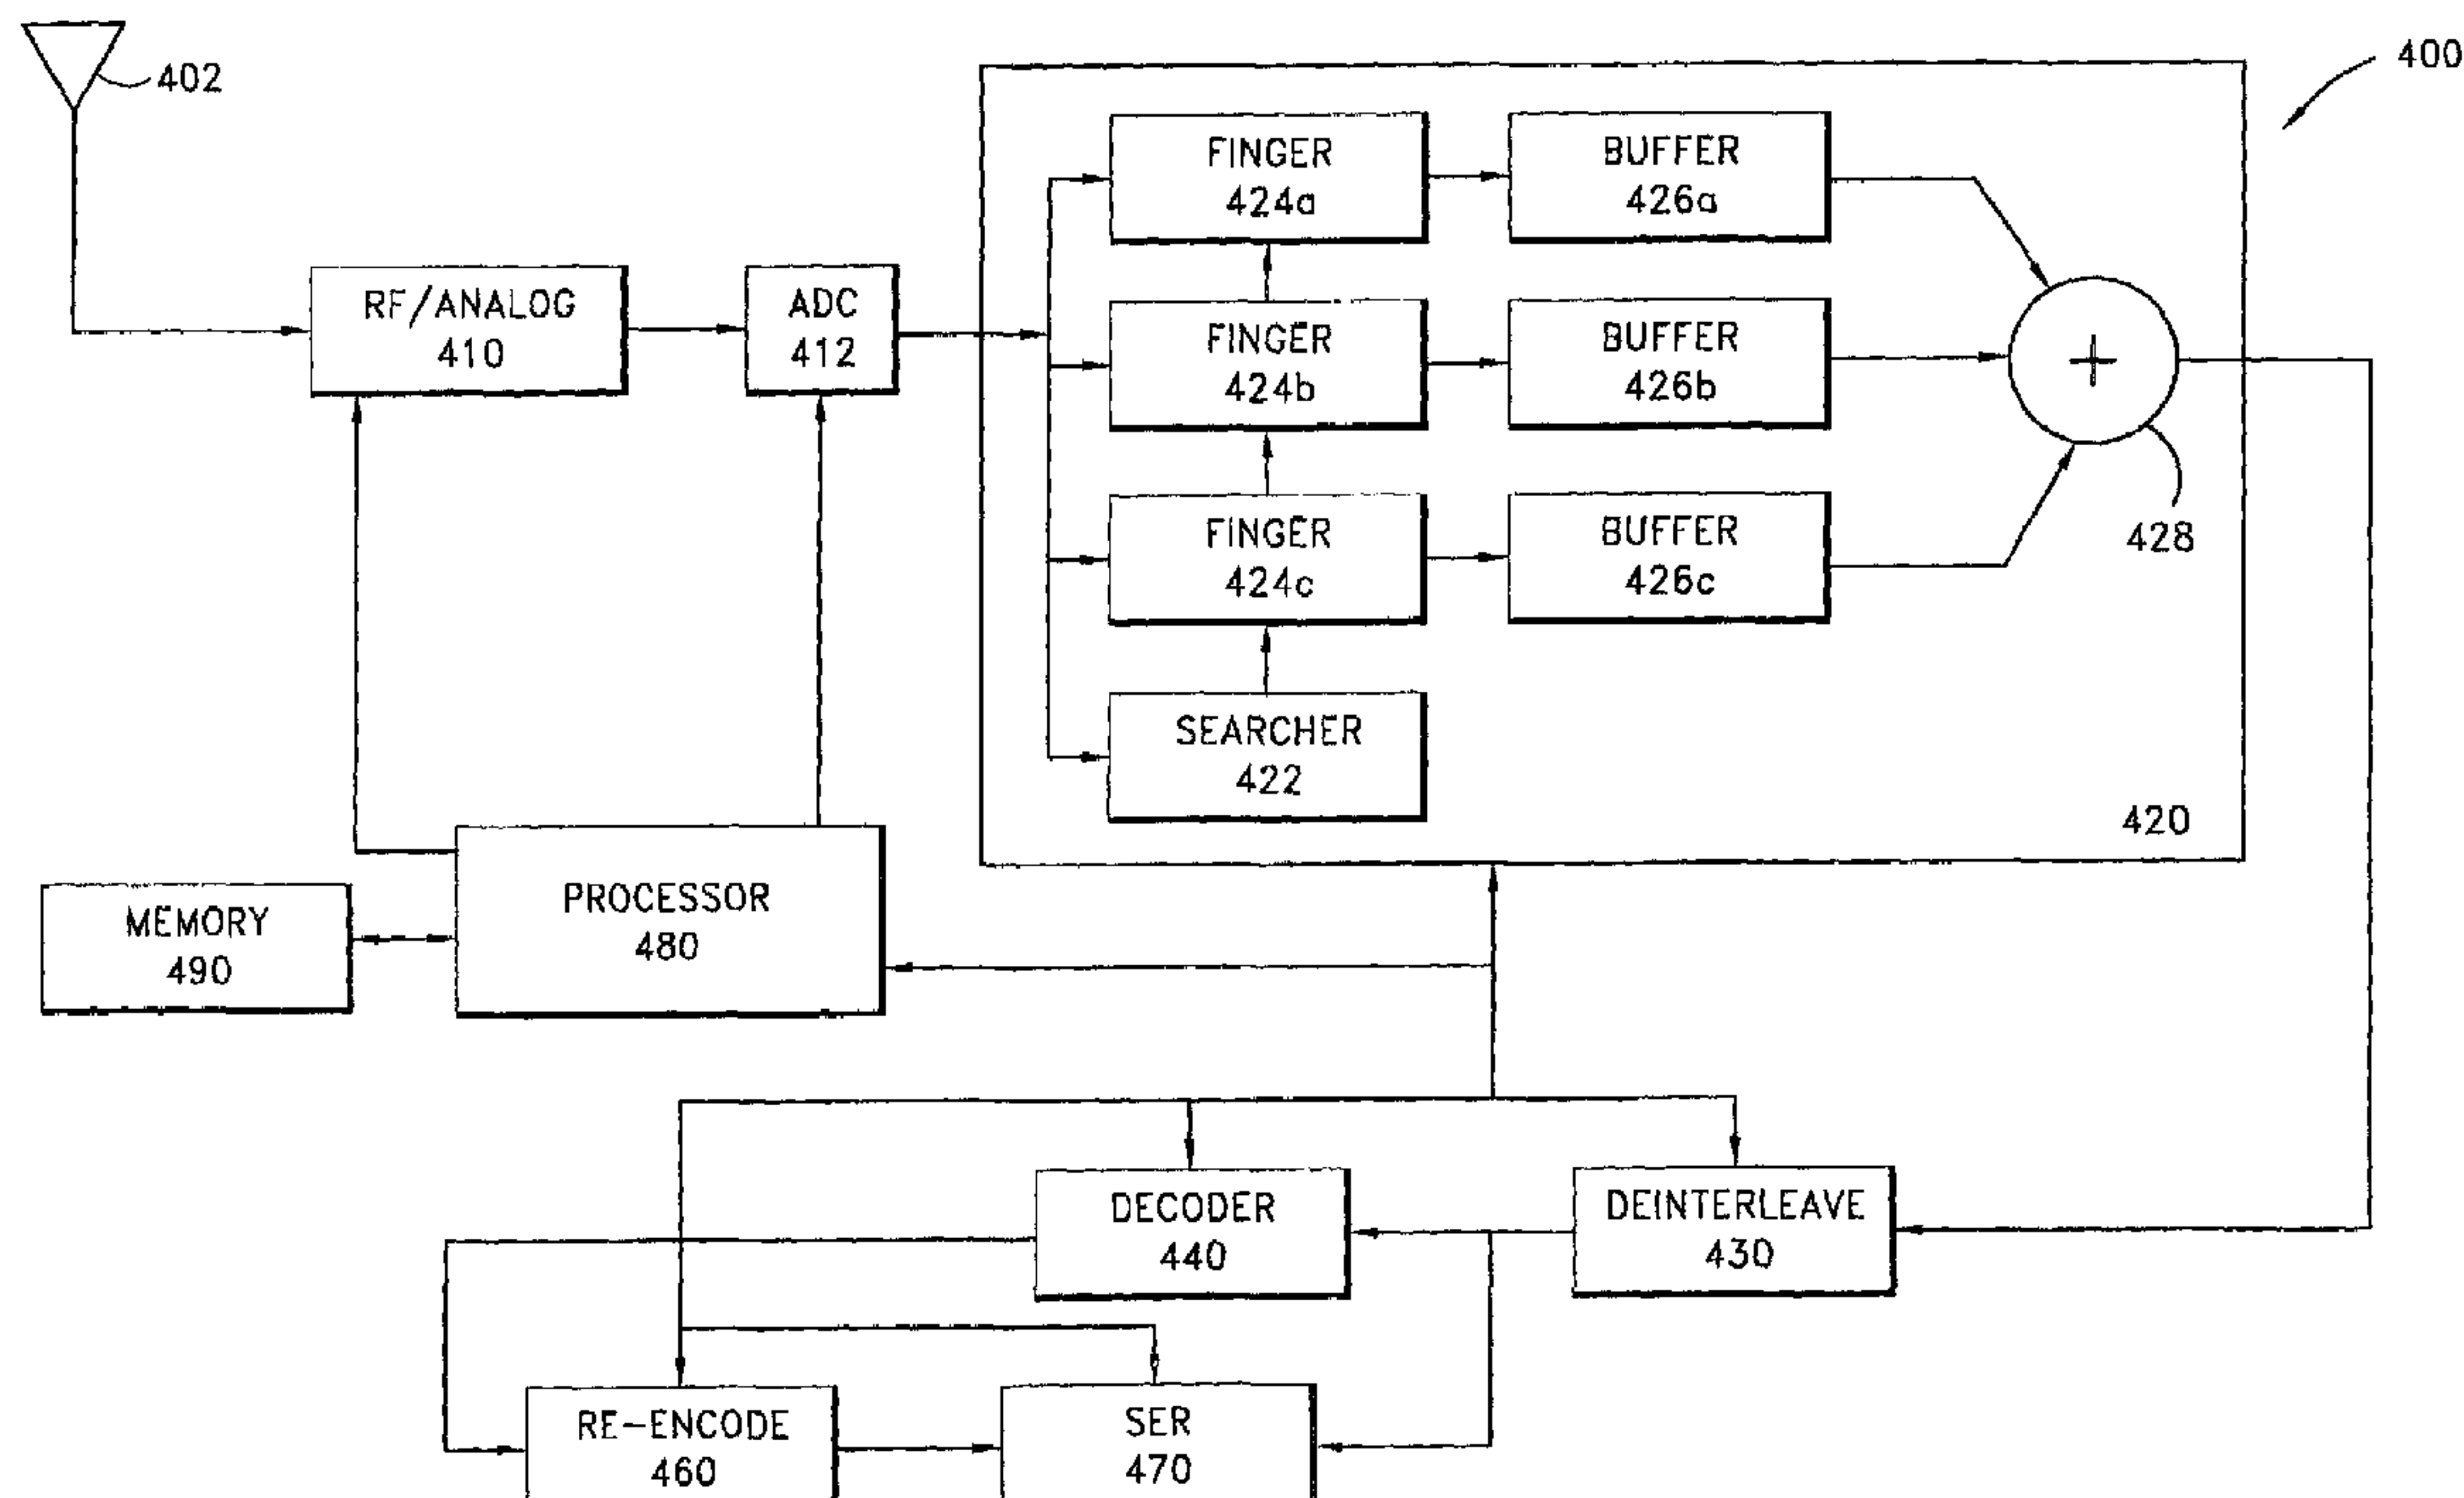 400
402
FINGER
424a
BUFFER
426a
RF/ANALOG
410
ADC
412
FINGER
424b
BUFFER
426b
+
428
FINGER
424c
BUFFER
426c
SEARCHER
422
420
PROCESSOR
480
MEMORY
490
DECODER
440
DEINTERLEAVE
430
RE-ENCODE
460
SER
470